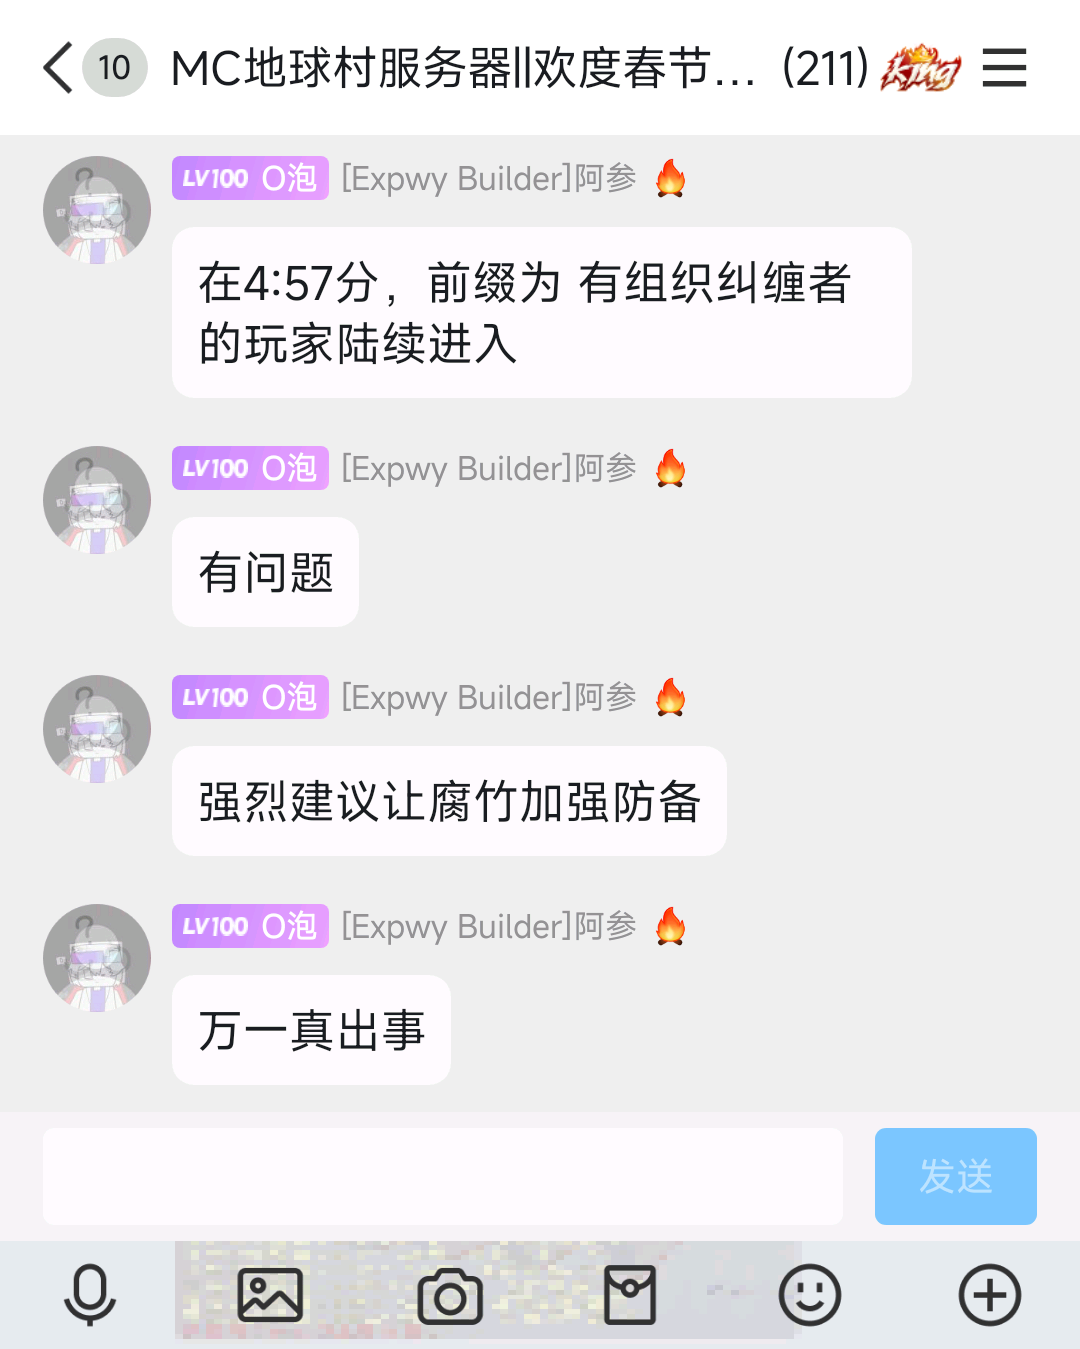 10
MC地球村服务器||欢度春节... (211)
king
LV100 O泡 [Expwy Builder]阿参
在4:57分，前缀为 有组织纠缠者
的玩家陆续进入
LV100 O泡 [Expwy Builder]阿参
有问题
LV100 O泡 [Expwy Builder]阿参
强烈建议让腐竹加强防备
LV100 O泡 [Expwy Builder]阿参
万一真出事
发送